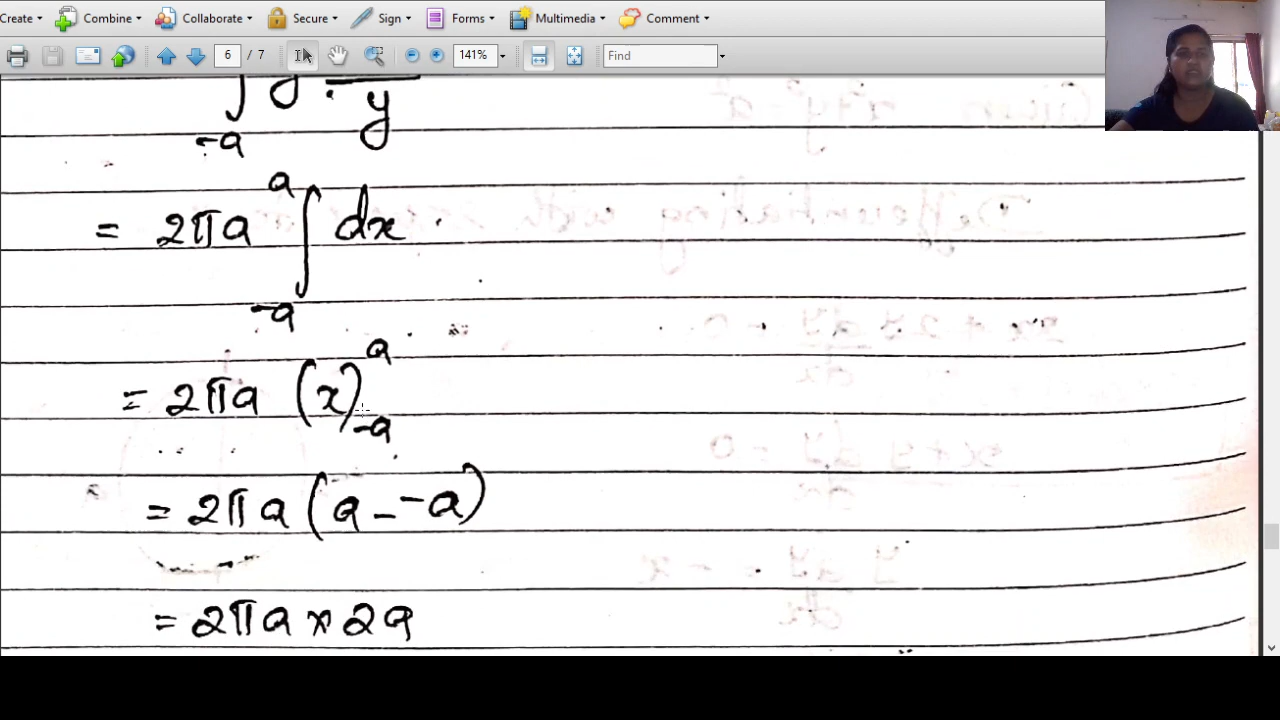 Create Combine Collaborate Secure Sign Forms Multimedia Comment
6 / 7 141% Find
∫ y · —
-a y
= 2πa ∫_{-a}^{a} dx .
= 2πa (x)_{-a}^{a}
= 2πa (a - -a)
= 2πa × 2a